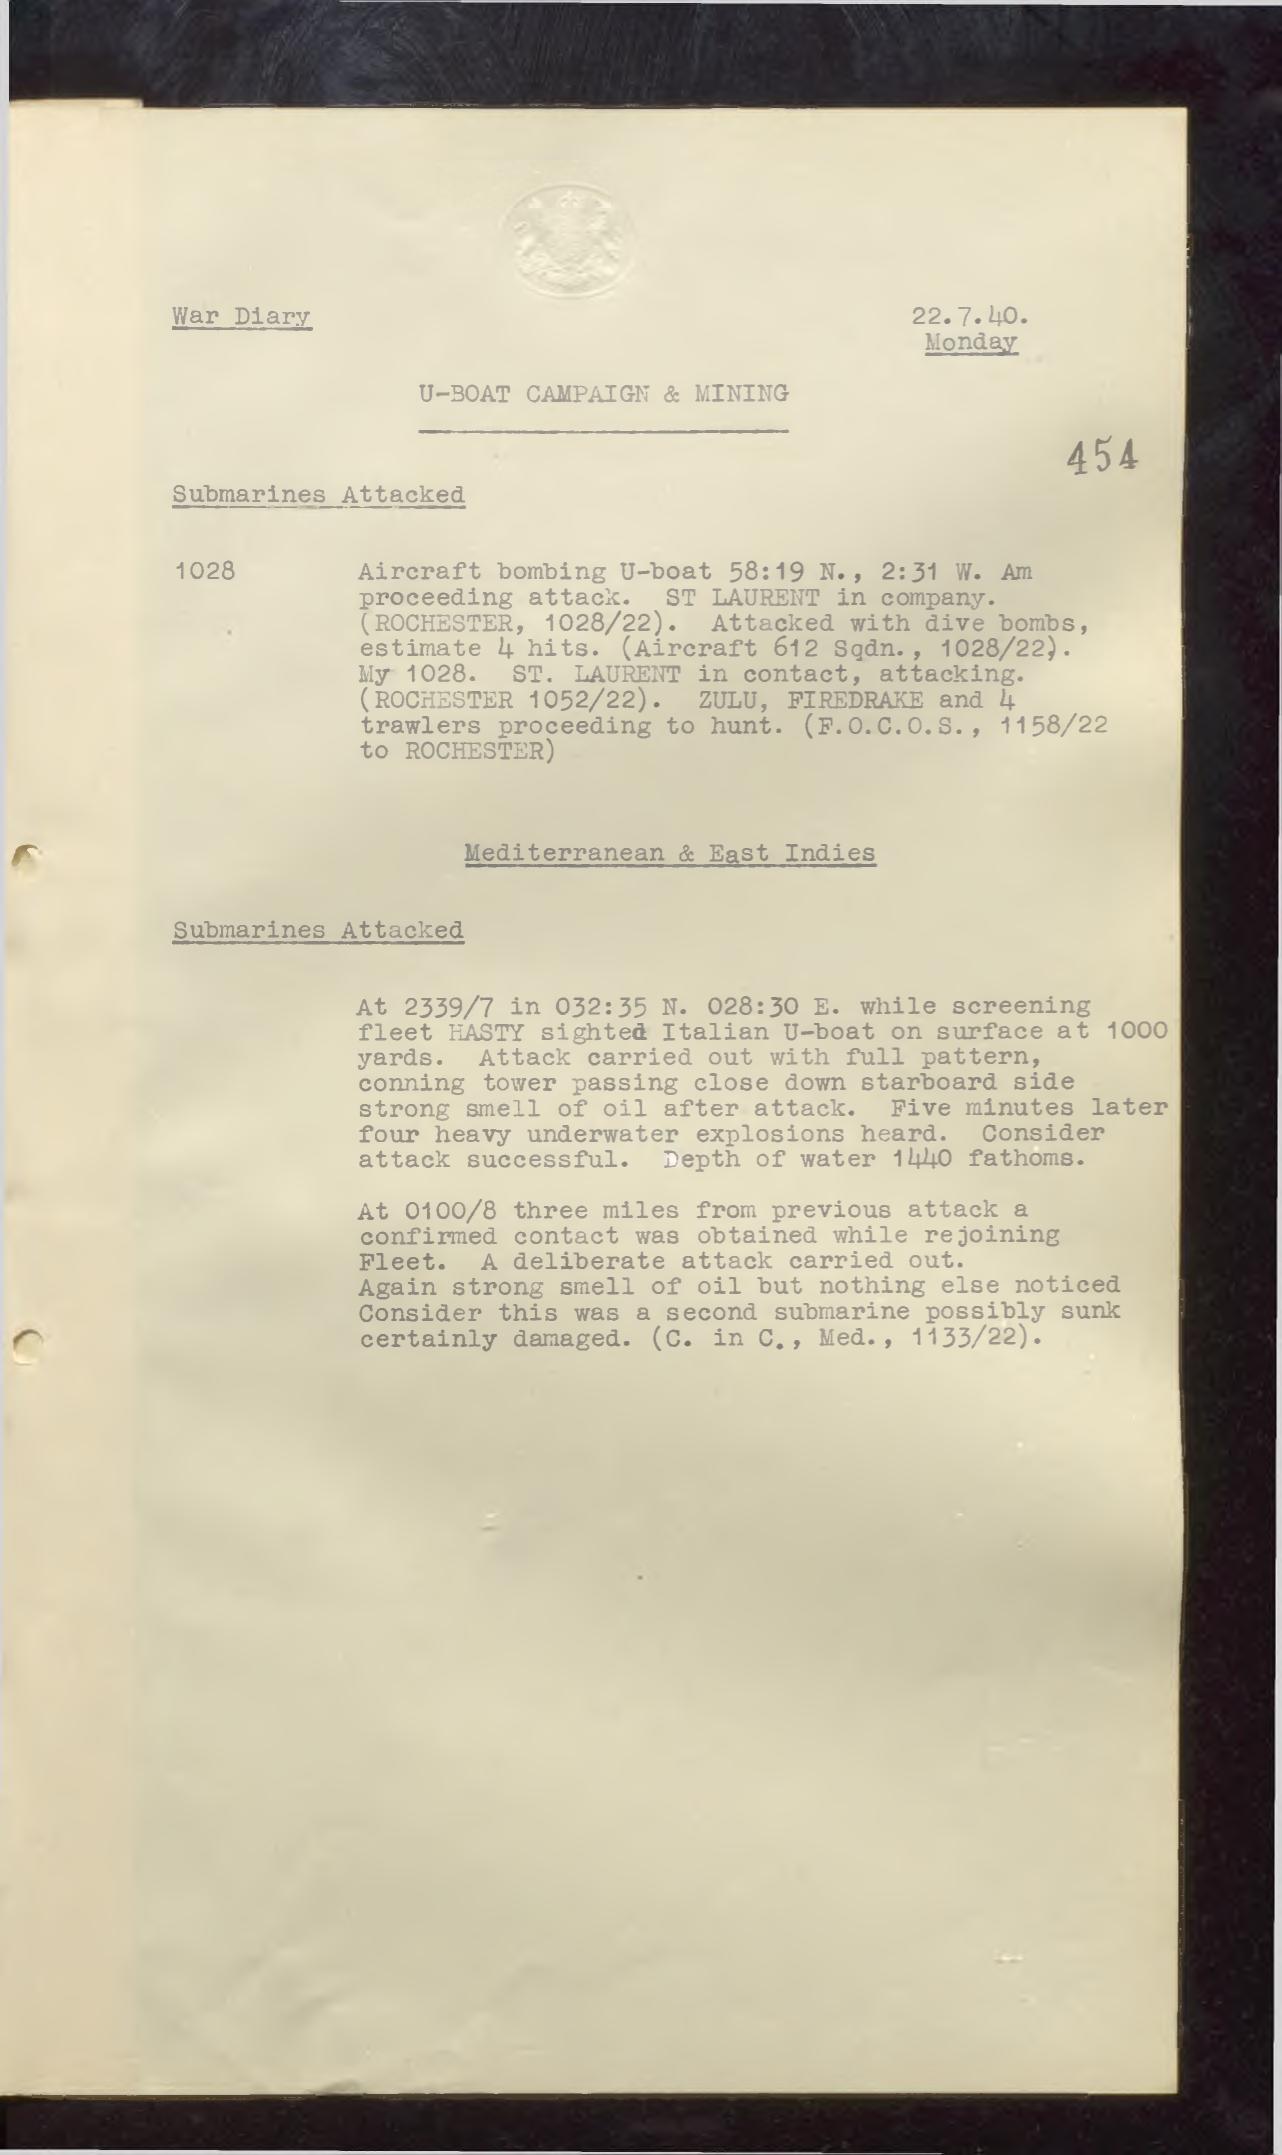 War Diary
22.7.40.
Monday
U-BOAT CAMPAIGN & MINING
454
Submarines Attacked
1028 Aircraft bombing U-boat 58:19 N., 2:31 W. Am
proceeding attack. ST LAURENT in company.
(ROCHESTER, 1028/22). Attacked with dive bombs,
estimate 4 hits. (Aircraft 612 Sqdn., 1028/22).
My 1028. ST. LAURENT in contact, attacking.
(ROCHESTER 1052/22). ZULU, FIREDRAKE and 4
trawlers proceeding to hunt. (F.O.C.O.S., 1158/22
to ROCHESTER)
Mediterranean & East Indies
Submarines Attacked
At 2339/7 in 032:35 N. 028:30 E. while screening
fleet HASTY sighted Italian U-boat on surface at 1000
yards. Attack carried out with full pattern,
conning tower passing close down starboard side
strong smell of oil after attack. Five minutes later
four heavy underwater explosions heard. Consider
attack successful. Depth of water 1440 fathoms.
At 0100/8 three miles from previous attack a
confirmed contact was obtained while rejoining
Fleet. A deliberate attack carried out.
Again strong smell of oil but nothing else noticed
Consider this was a second submarine possibly sunk
certainly damaged. (C. in C., Med., 1133/22).